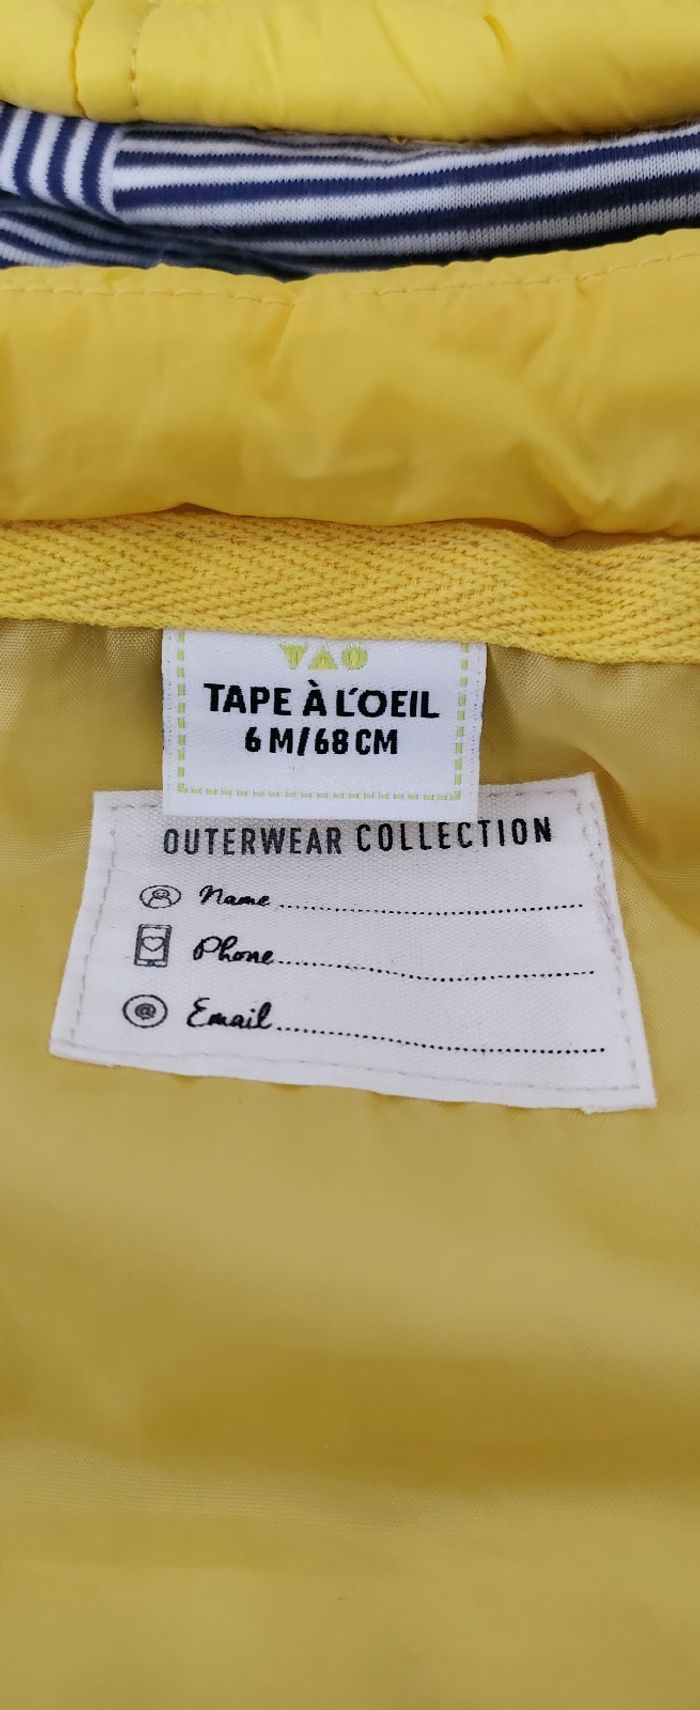 TAO
TAPE À L'OEIL
6 M/68 CM
OUTERWEAR COLLECTION
Name
Phone
@ Email